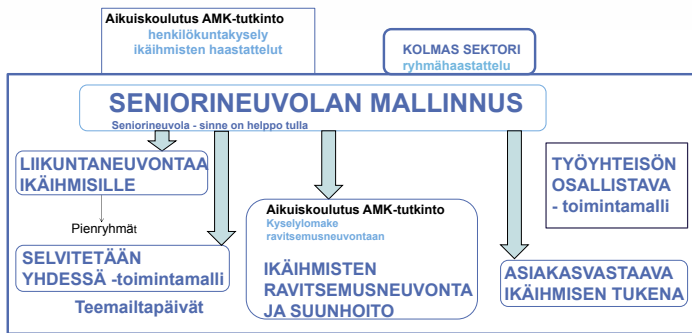 Aikuiskoulutus AMK-tutkinto
henkilökuntakysely
ikäihmisten haastattelut
KOLMAS SEKTORI
ryhmähaastattelu
SENIORINEUVOLAN MALLINNUS
Seniorineuvola - sinne on helppo tulla
LIIKUNTANEUVONTAA
IKÄIHMISILLE
Pienryhmät
SELVITETÄÄN
YHDESSÄ -toimintamalli
Teemailtapäivät
Aikuiskoulutus AMK-tutkinto
Kyselylomake
ravitsemusneuvontaan
IKÄIHMISTEN
RAVITSEMUSNEUVONTA
JA SUUNHOITO
TYÖYHTEISÖN
OSALLISTAVA
- toimintamalli
ASIAKASVASTAAVA
IKÄIHMISEN TUKENA